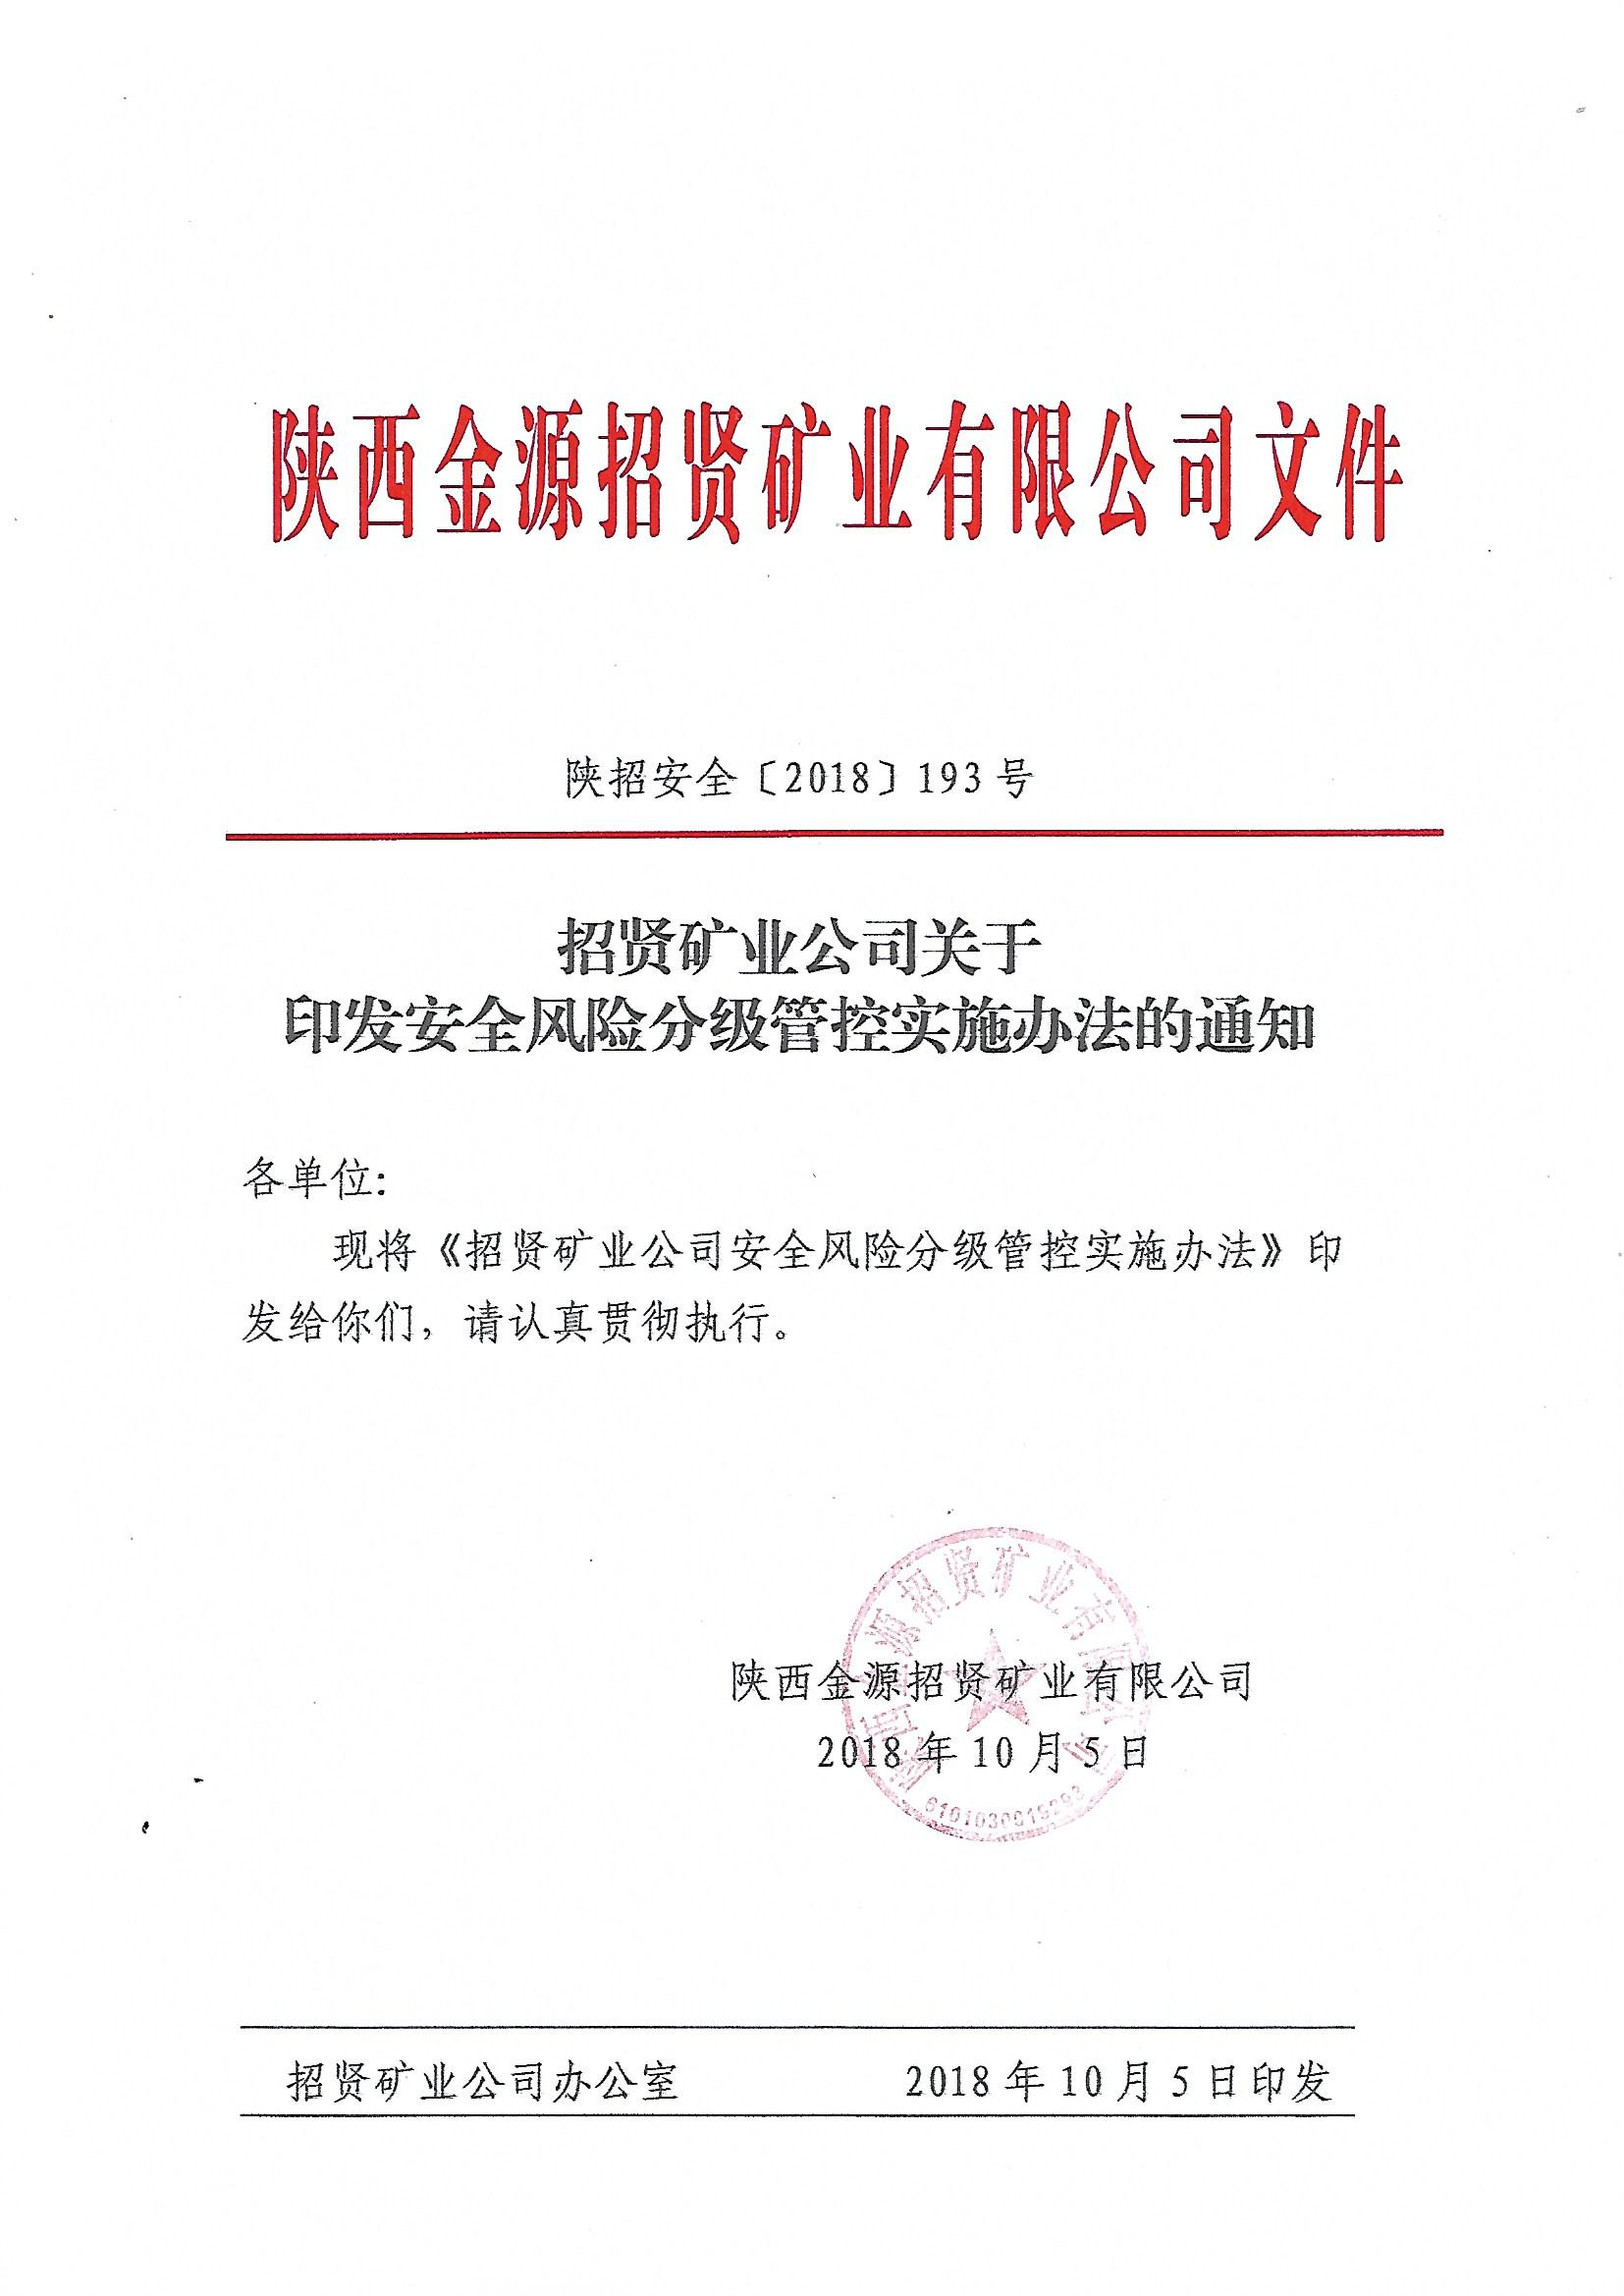 陕西金源招贤矿业有限公司文件
陕招安全〔2018〕193号
招贤矿业公司关于
印发安全风险分级管控实施办法的通知
各单位:
现将《招贤矿业公司安全风险分级管控实施办法》印
发给你们，请认真贯彻执行。
陕西金源招贤矿业有限公司
2018年10月5日
招贤矿业公司办公室 2018年10月5日印发